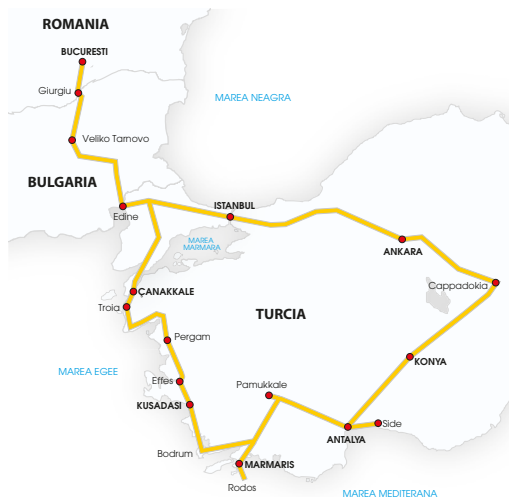 ROMANIA
BUCURESTI
Giurgiu
MAREA NEAGRA
Veliko Tarnovo
BULGARIA
Edine
ISTANBUL
MAREA
MARMARA
ANKARA
Cappadokia
ÇANAKKALE
Troia
TURCIA
Pergam
MAREA EGEE
KONYA
Effes
Pamukkale
KUSADASI
Side
ANTALYA
Bodrum
MARMARIS
Rodos
MAREA MEDITERANA